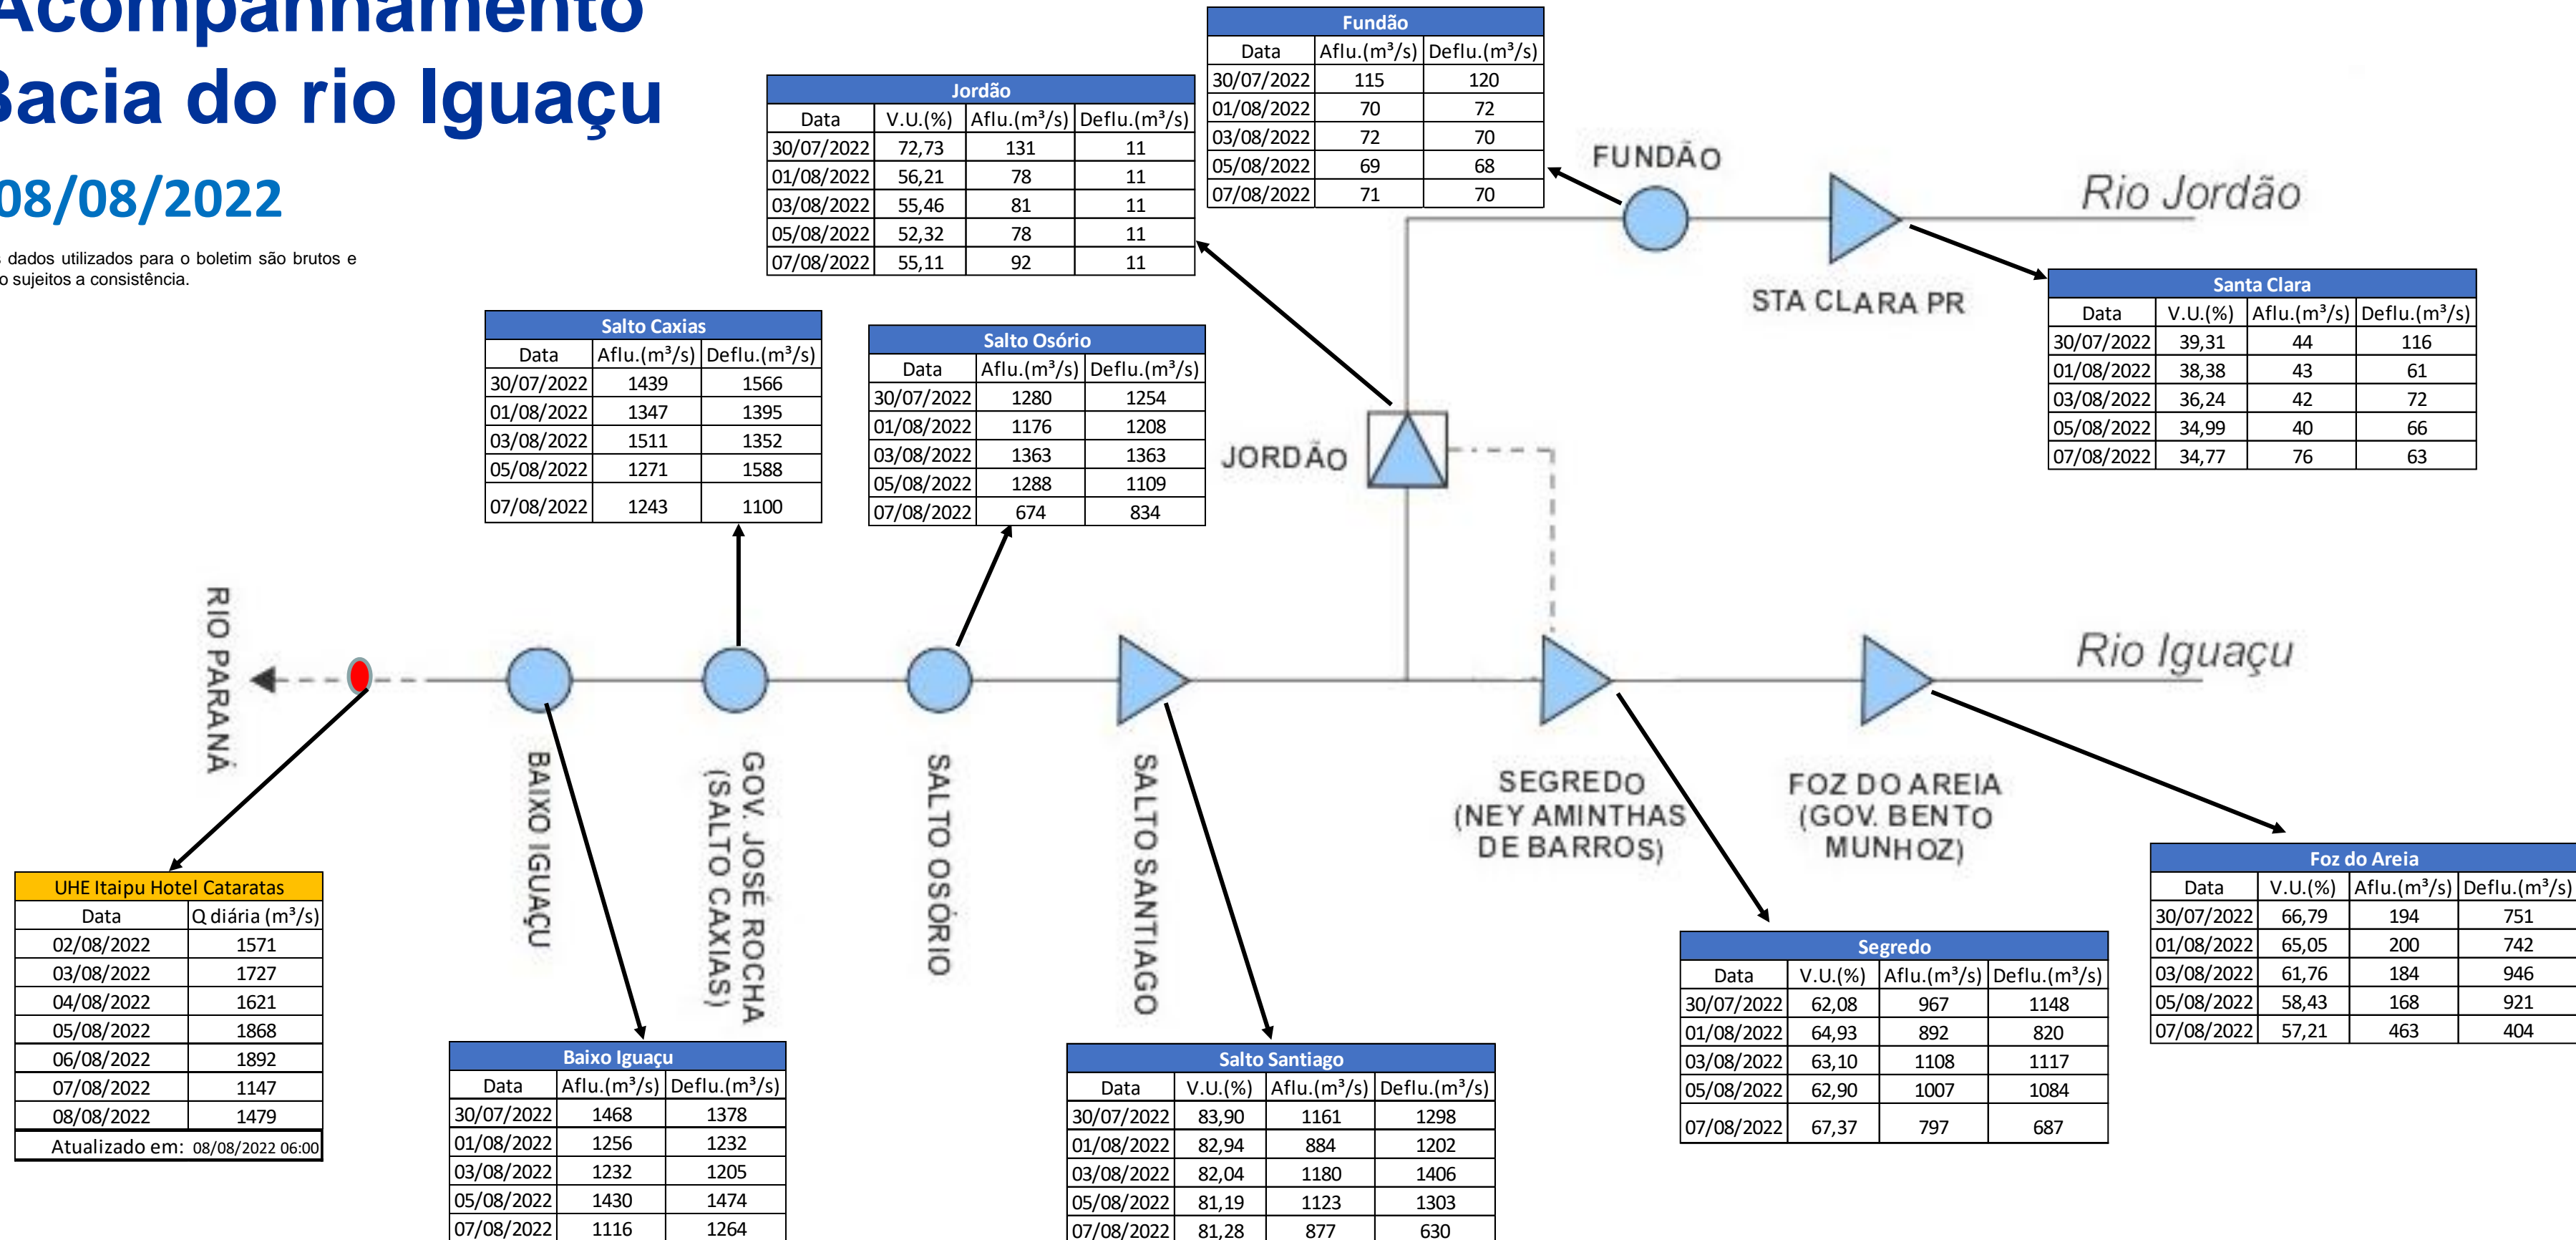 Acompanhamento
Bacia do rio Iguaçu
08/08/2022
dados utilizados para o boletim são brutos e
sujeitos a consistência.
Fundão
Data Aflu.(m³/s) Deflu.(m³/s)
30/07/2022 115 120
01/08/2022 70 72
03/08/2022 72 70
05/08/2022 69 68
07/08/2022 71 70
Jordão
Data V.U.(%) Aflu.(m³/s) Deflu.(m³/s)
30/07/2022 72,73 131 11
01/08/2022 56,21 78 11
03/08/2022 55,46 81 11
05/08/2022 52,32 78 11
07/08/2022 55,11 92 11
FUNDÃO
Rio Jordão
STA CLARA PR
Santa Clara
Data V.U.(%) Aflu.(m³/s) Deflu.(m³/s)
30/07/2022 39,31 44 116
01/08/2022 38,38 43 61
03/08/2022 36,24 42 72
05/08/2022 34,99 40 66
07/08/2022 34,77 76 63
Salto Caxias
Data Aflu.(m³/s) Deflu.(m³/s)
30/07/2022 1439 1566
01/08/2022 1347 1395
03/08/2022 1511 1352
05/08/2022 1271 1588
07/08/2022 1243 1100
Salto Osório
Data Aflu.(m³/s) Deflu.(m³/s)
30/07/2022 1280 1254
01/08/2022 1176 1208
03/08/2022 1363 1363
05/08/2022 1288 1109
07/08/2022 674 834
JORDÃO
RIO PARANÁ
Rio Iguaçu
BAIXO IGUAÇU
GOV. JOSÉ ROCHA
(SALTO CAXIAS)
SALTO OSÓRIO
SALTO SANTIAGO
SEGREDO
(NEY AMINTHAS
DE BARROS)
FOZ DO AREIA
(GOV. BENTO
MUNHOZ)
UHE Itaipu Hotel Cataratas
Data Q diária (m³/s)
02/08/2022 1571
03/08/2022 1727
04/08/2022 1621
05/08/2022 1868
06/08/2022 1892
07/08/2022 1147
08/08/2022 1479
Atualizado em: 08/08/2022 06:00
Baixo Iguaçu
Data Aflu.(m³/s) Deflu.(m³/s)
30/07/2022 1468 1378
01/08/2022 1256 1232
03/08/2022 1232 1205
05/08/2022 1430 1474
07/08/2022 1116 1264
Salto Santiago
Data V.U.(%) Aflu.(m³/s) Deflu.(m³/s)
30/07/2022 83,90 1161 1298
01/08/2022 82,94 884 1202
03/08/2022 82,04 1180 1406
05/08/2022 81,19 1123 1303
07/08/2022 81,28 877 630
Segredo
Data V.U.(%) Aflu.(m³/s) Deflu.(m³/s)
30/07/2022 62,08 967 1148
01/08/2022 64,93 892 820
03/08/2022 63,10 1108 1117
05/08/2022 62,90 1007 1084
07/08/2022 67,37 797 687
Foz do Areia
Data V.U.(%) Aflu.(m³/s) Deflu.(m³/s)
30/07/2022 66,79 194 751
01/08/2022 65,05 200 742
03/08/2022 61,76 184 946
05/08/2022 58,43 168 921
07/08/2022 57,21 463 404